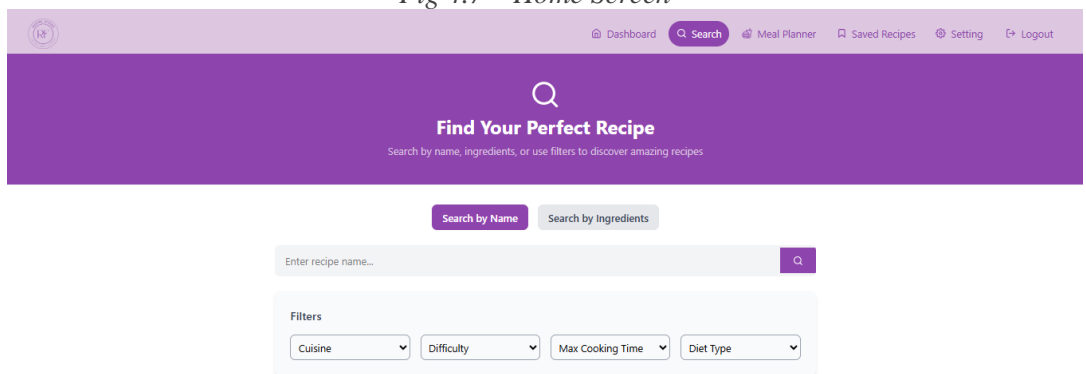 Fig 4.7 – Home Screen
RF
Dashboard Search Meal Planner Saved Recipes Setting Logout
Find Your Perfect Recipe
Search by name, ingredients, or use filters to discover amazing recipes
Search by Name Search by Ingredients
Enter recipe name...
Filters
Cuisine Difficulty Max Cooking Time Diet Type